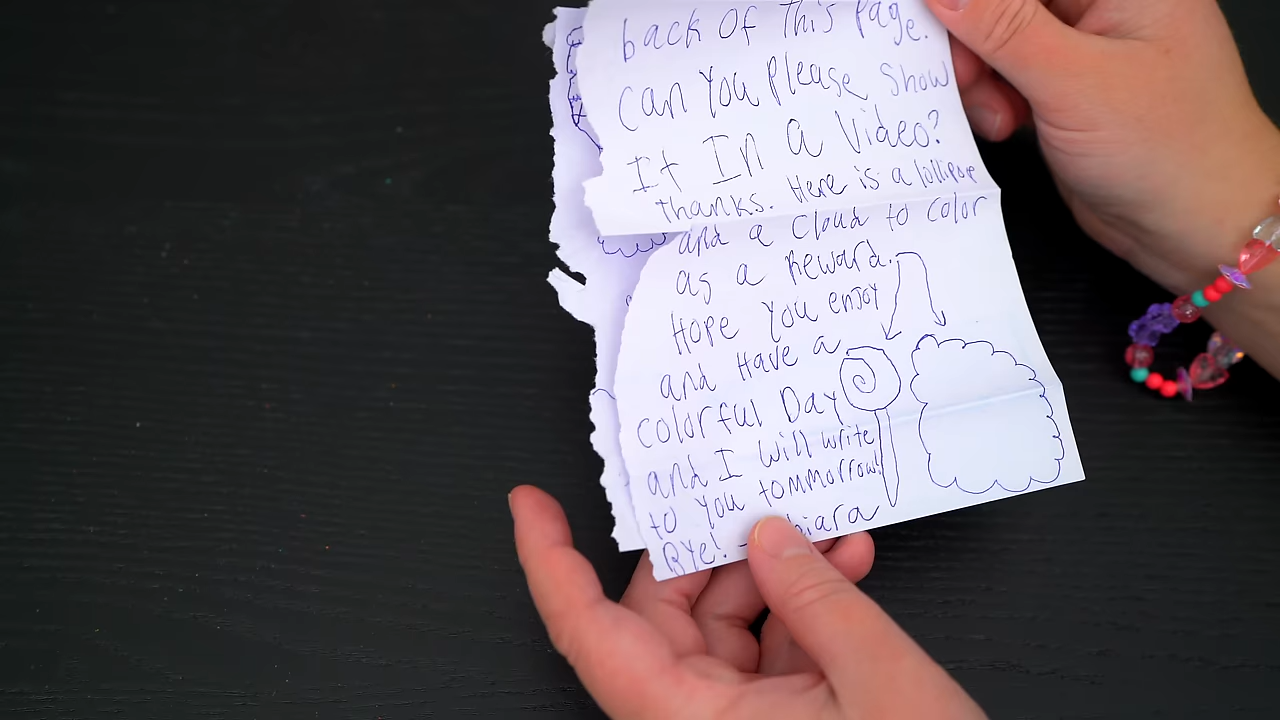 back of This Page.
Can You Please Show
It In a Video?
thanks. Here is a lollipop
and a Cloud to color
as a Reward.
Hope You enjoy
and Have a
colorful Day
and I will write
to You tommorrow!
BYe! -